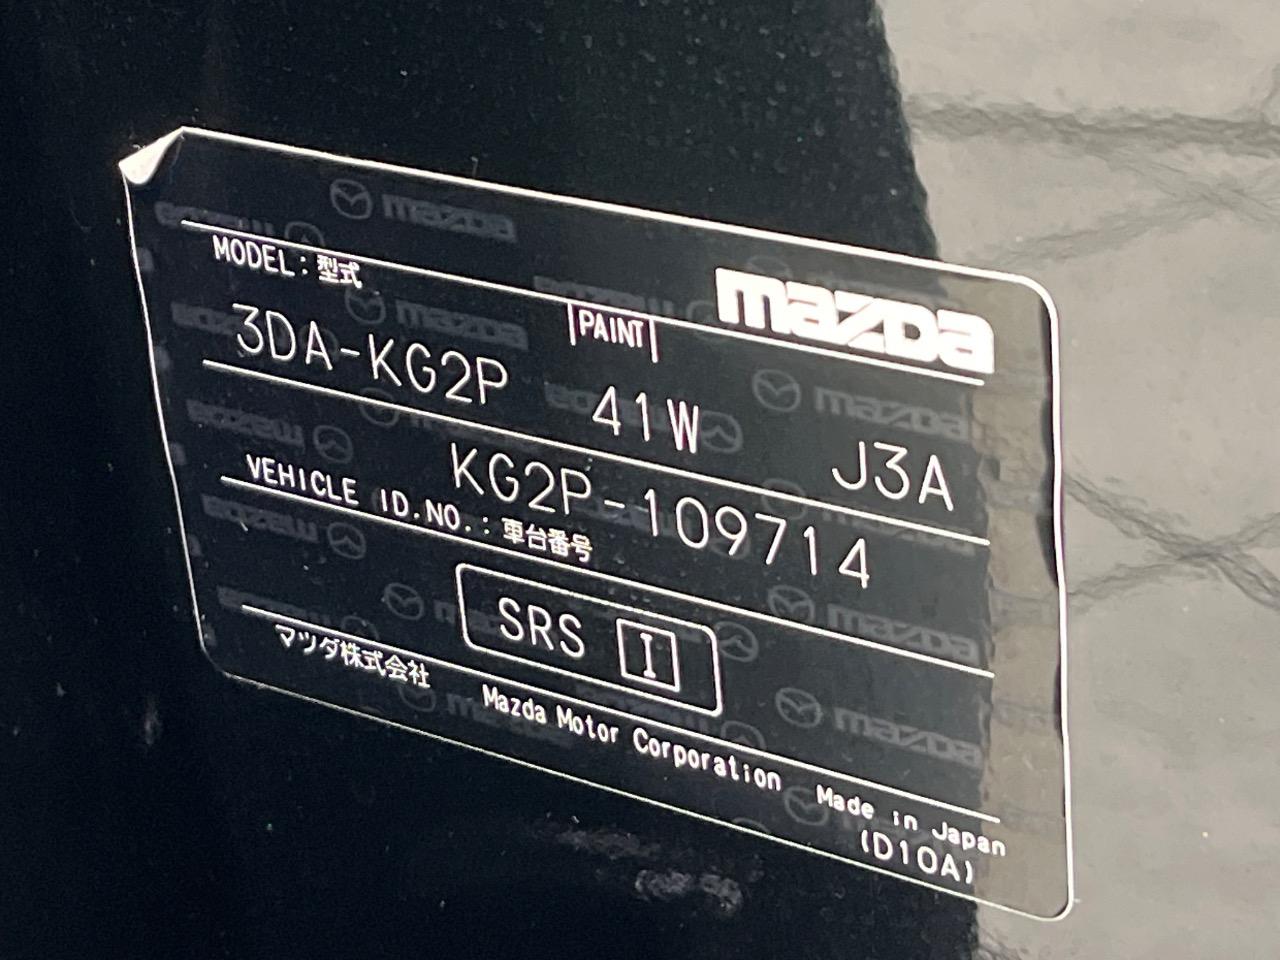 mazda
MODEL:型式
PAINT
3DA-KG2P 41W J3A
KG2P-109714
VEHICLE ID.NO.:車台番号
SRS I
マツダ株式会社 Mazda Motor Corporation Made in Japan
(D10A)